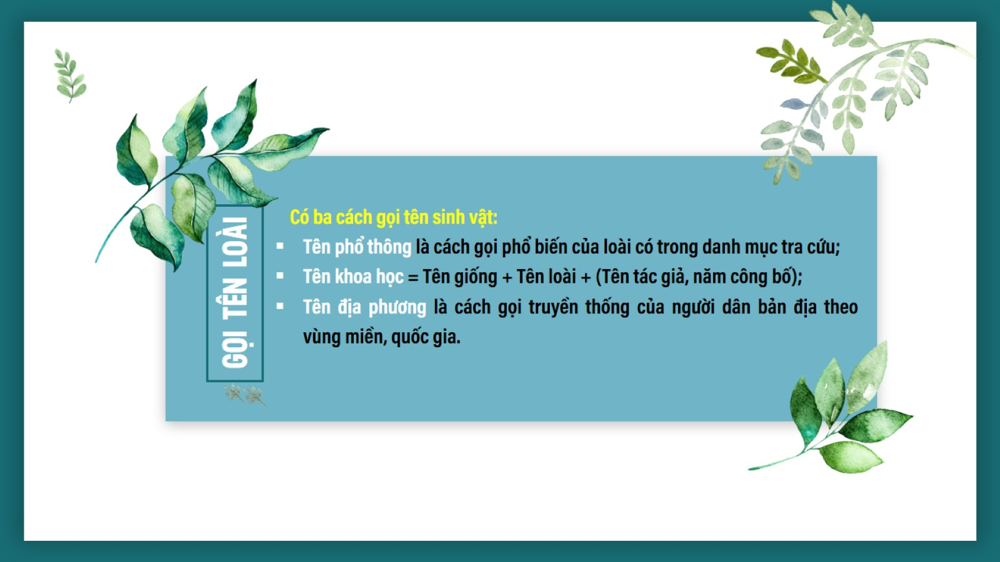 GỌI TÊN LOÀI
Có ba cách gọi tên sinh vật:
▪ Tên phổ thông là cách gọi phổ biến của loài có trong danh mục tra cứu;
▪ Tên khoa học = Tên giống + Tên loài + (Tên tác giả, năm công bố);
▪ Tên địa phương là cách gọi truyền thống của người dân bản địa theo
vùng miền, quốc gia.